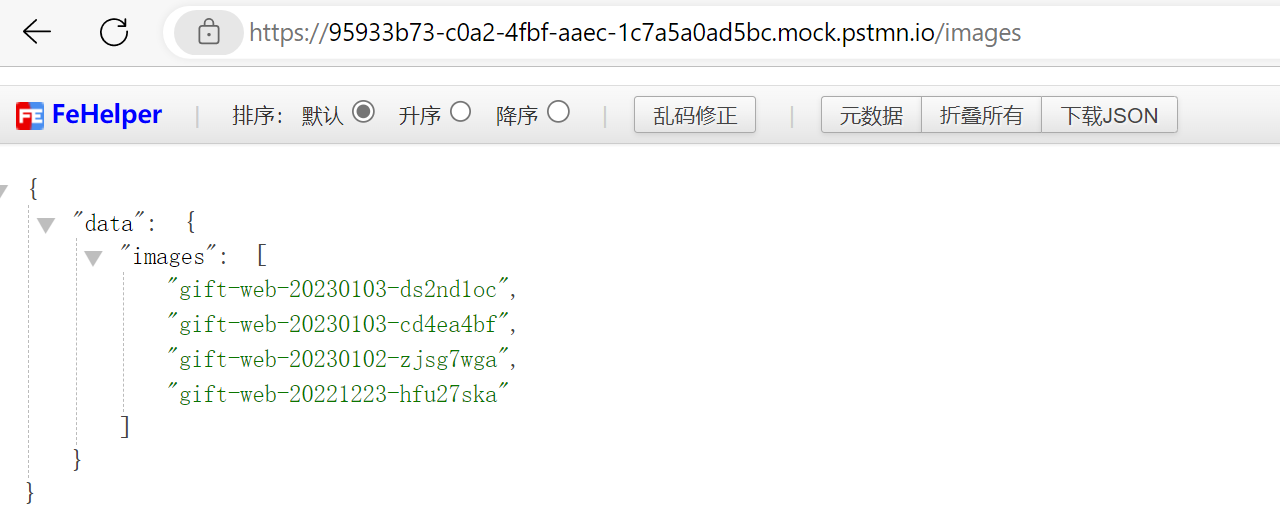 https://95933b73-c0a2-4fbf-aaec-1c7a5a0ad5bc.mock.pstmn.io/images
FE FeHelper | 排序: 默认 升序 降序 | 乱码修正 | 元数据 折叠所有 下载JSON
{
"data": {
"images": [
"gift-web-20230103-ds2nd1oc",
"gift-web-20230103-cd4ea4bf",
"gift-web-20230102-zjsg7wga",
"gift-web-20221223-hfu27ska"
]
}
}